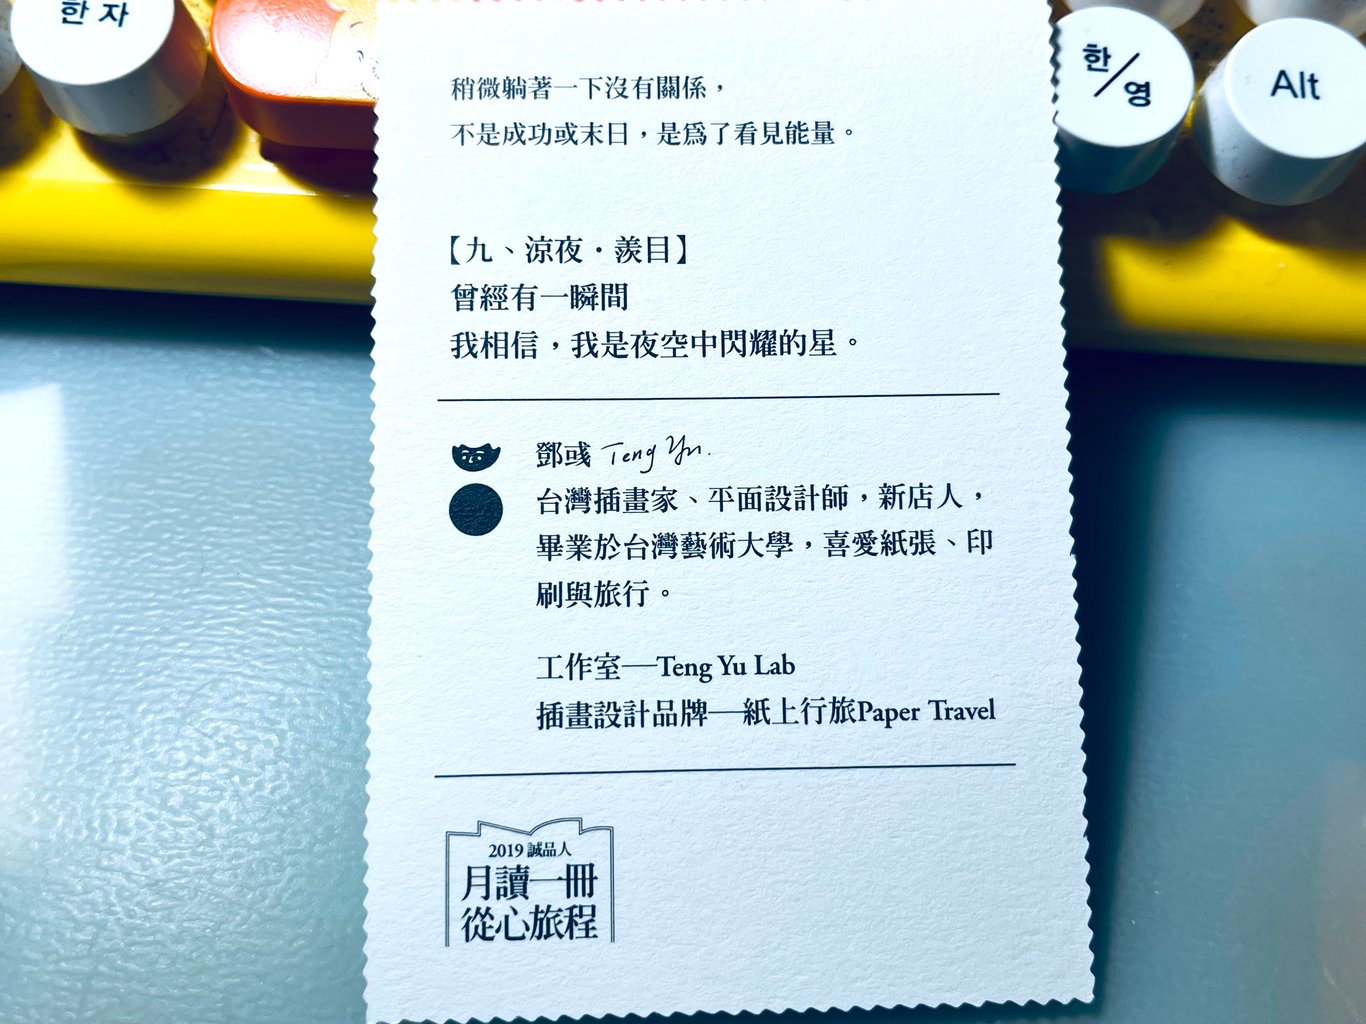 한자
한/영
Alt
稍微躺著一下沒有關係，
不是成功或末日，是為了看見能量。
【九、涼夜・羨目】
曾經有一瞬間
我相信，我是夜空中閃耀的星。
鄧彧 Teng Yu.
台灣插畫家、平面設計師，新店人，
畢業於台灣藝術大學，喜愛紙張、印
刷與旅行。
工作室──Teng Yu Lab
插畫設計品牌──紙上行旅Paper Travel
2019 誠品人
月讀一冊
從心旅程